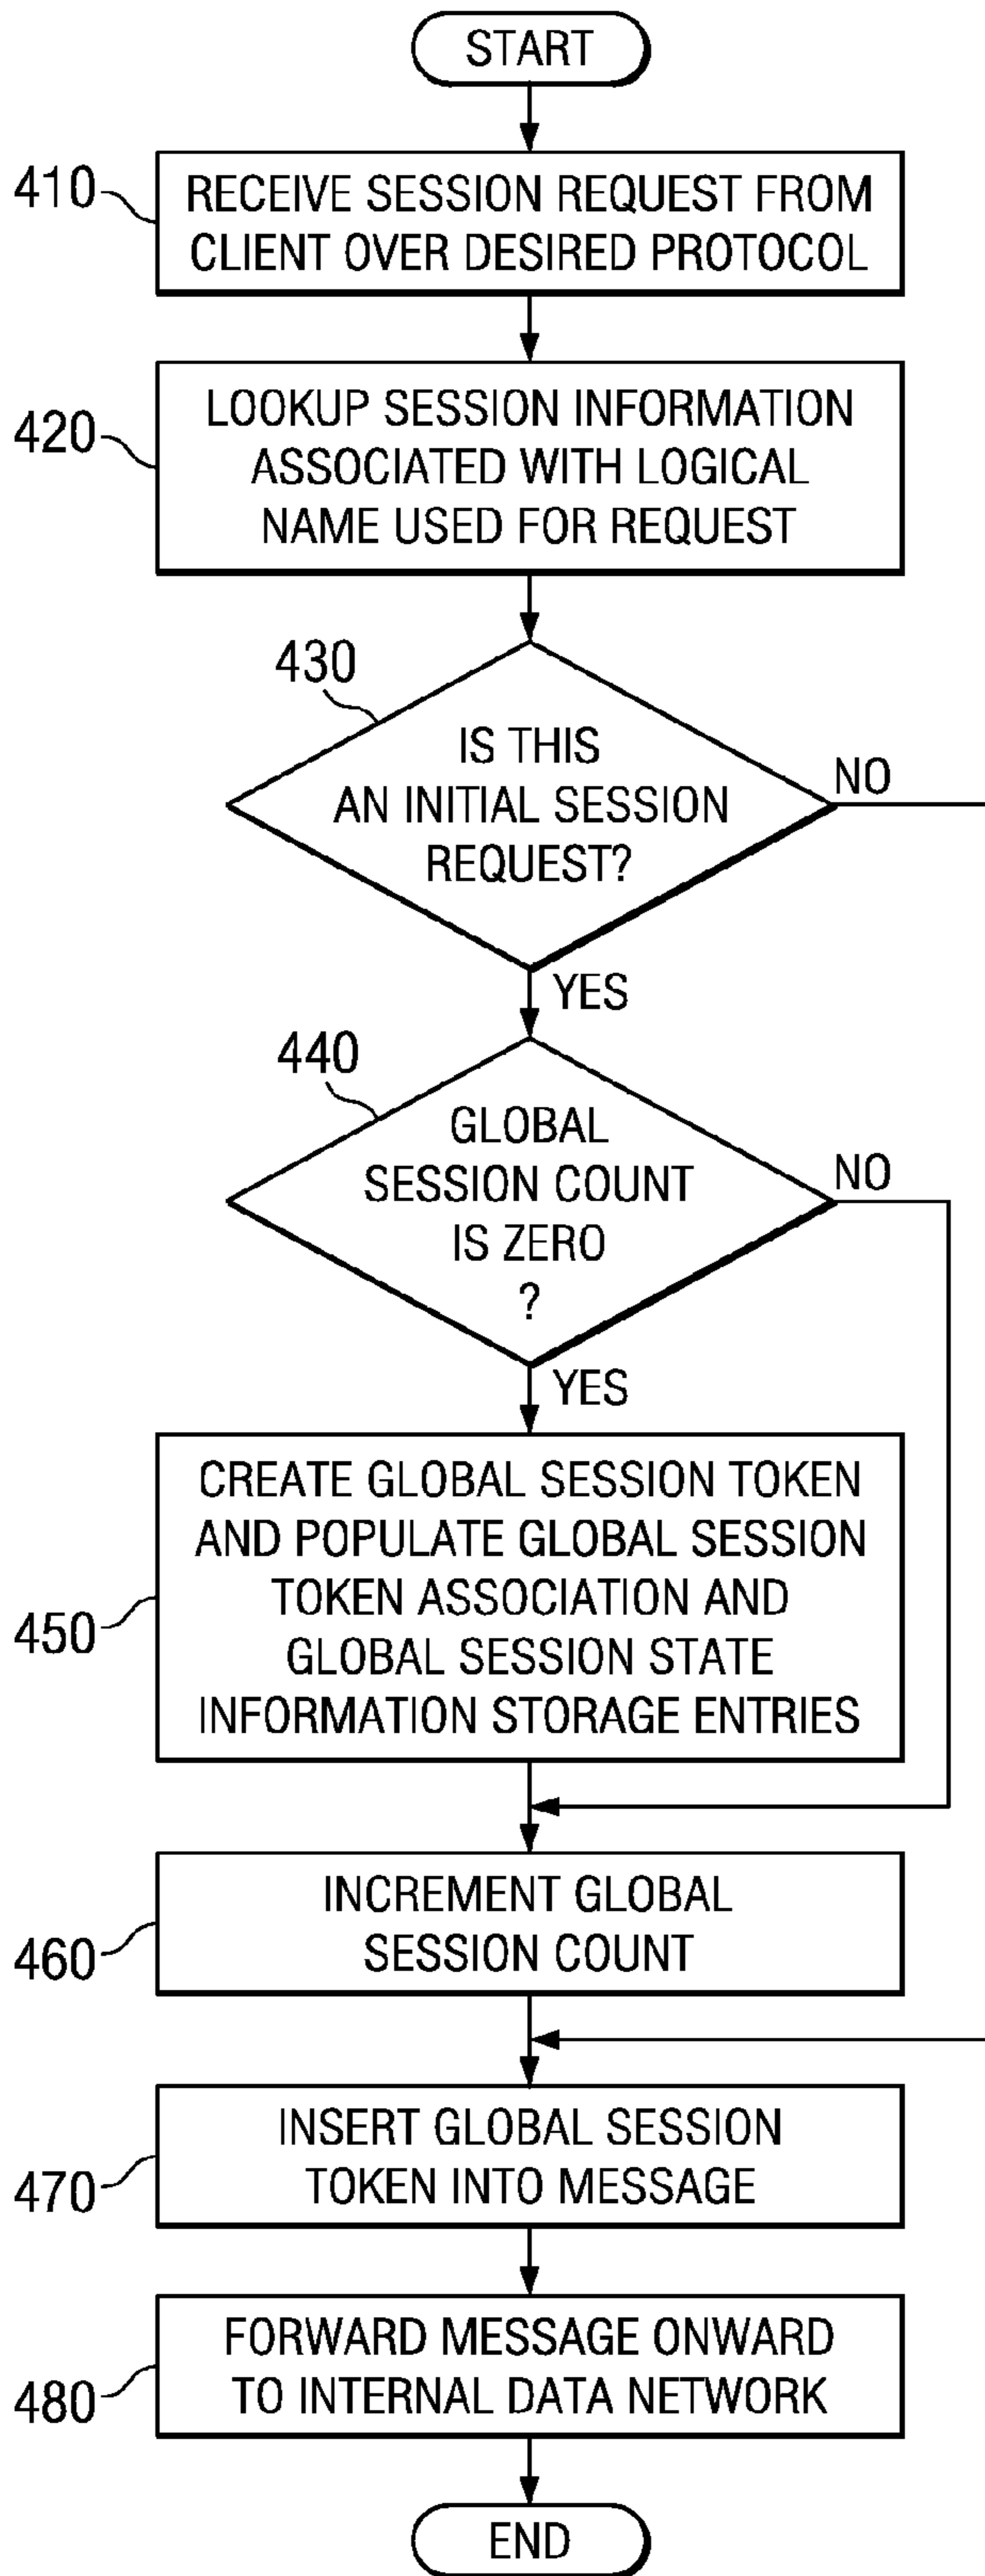 START
410
RECEIVE SESSION REQUEST FROM
CLIENT OVER DESIRED PROTOCOL
420
LOOKUP SESSION INFORMATION
ASSOCIATED WITH LOGICAL
NAME USED FOR REQUEST
430
IS THIS
AN INITIAL SESSION
REQUEST?
NO
YES
440
GLOBAL
SESSION COUNT
IS ZERO
?
NO
YES
450
CREATE GLOBAL SESSION TOKEN
AND POPULATE GLOBAL SESSION
TOKEN ASSOCIATION AND
GLOBAL SESSION STATE
INFORMATION STORAGE ENTRIES
460
INCREMENT GLOBAL
SESSION COUNT
470
INSERT GLOBAL SESSION
TOKEN INTO MESSAGE
480
FORWARD MESSAGE ONWARD
TO INTERNAL DATA NETWORK
END